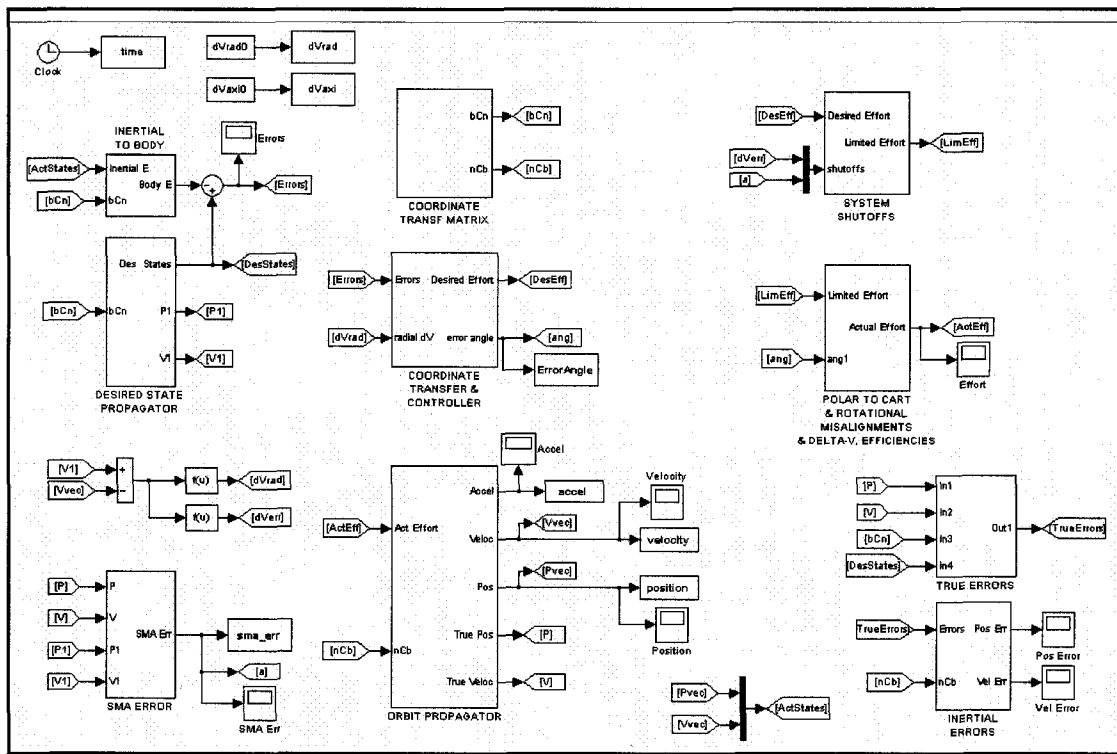 time
Clock
dVrad0
dVrad
dVaxi0
dVaxi
INERTIAL
TO BODY
Errors
[ActStates]
Inertial E
Body E
[bCn]
bCn
[Errors]
Des States
[DesStates]
[bCn]
bCn
P1
[P1]
V1
[V1]
DESIRED STATE
PROPAGATOR
bCn
[bCn]
nCb
[nCb]
COORDINATE
TRANSF MATRIX
[Errors]
Errors
Desired Effort
[DesEff]
[dVrad]
radial dV
error angle
[ang]
ErrorAngle
COORDINATE
TRANSFER &
CONTROLLER
[DesEff]
Desired Effort
Limited Effort
[LimEff]
[dVerr]
[a]
shutoffs
SYSTEM
SHUTOFFS
[LimEff]
Limited Effort
Actual Effort
[ActEff]
[ang]
ang1
Effort
POLAR TO CART
& ROTATIONAL
MISALIGNMENTS
& DELTA-V, EFFICIENCIES
[V1]
+
[Vvec]
−
f(u)
[dVrad]
f(u)
[dVerr]
[P]
P
[V]
V
[P1]
P1
[V1]
V1
SMA Err
sma_err
[a]
SMA Err
SMA ERROR
Accel
Accel
accel
Velocity
[ActEff]
Act Effort
[Vvec]
Veloc
velocity
[Pvec]
Pos
position
Position
True Pos
[P]
[nCb]
nCb
True Veloc
[V]
ORBIT PROPAGATOR
[Pvec]
[Vvec]
[ActStates]
[P]
In1
[V]
In2
Out1
[TrueErrors]
[bCn]
In3
[DesStates]
In4
TRUE ERRORS
[TrueErrors]
Errors
Pos Err
Pos Error
[nCb]
nCb
Vel Err
Vel Error
INERTIAL
ERRORS